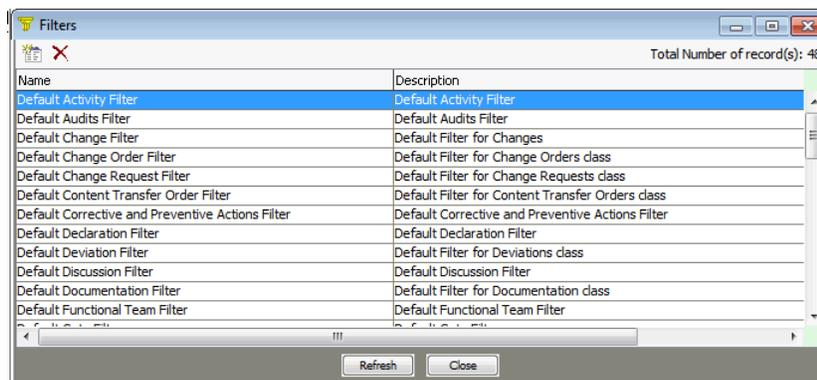 Filters
Total Number of record(s): 48
Name Description
Default Activity Filter Default Activity Filter
Default Audits Filter Default Audits Filter
Default Change Filter Default Filter for Changes
Default Change Order Filter Default Filter for Change Orders class
Default Change Request Filter Default Filter for Change Requests class
Default Content Transfer Order Filter Default Filter for Content Transfer Orders class
Default Corrective and Preventive Actions Filter Default Corrective and Preventive Actions Filter
Default Declaration Filter Default Declaration Filter
Default Deviation Filter Default Filter for Deviations class
Default Discussion Filter Default Discussion Filter
Default Documentation Filter Default Filter for Documentation class
Default Functional Team Filter Default Functional Team Filter
Refresh Close